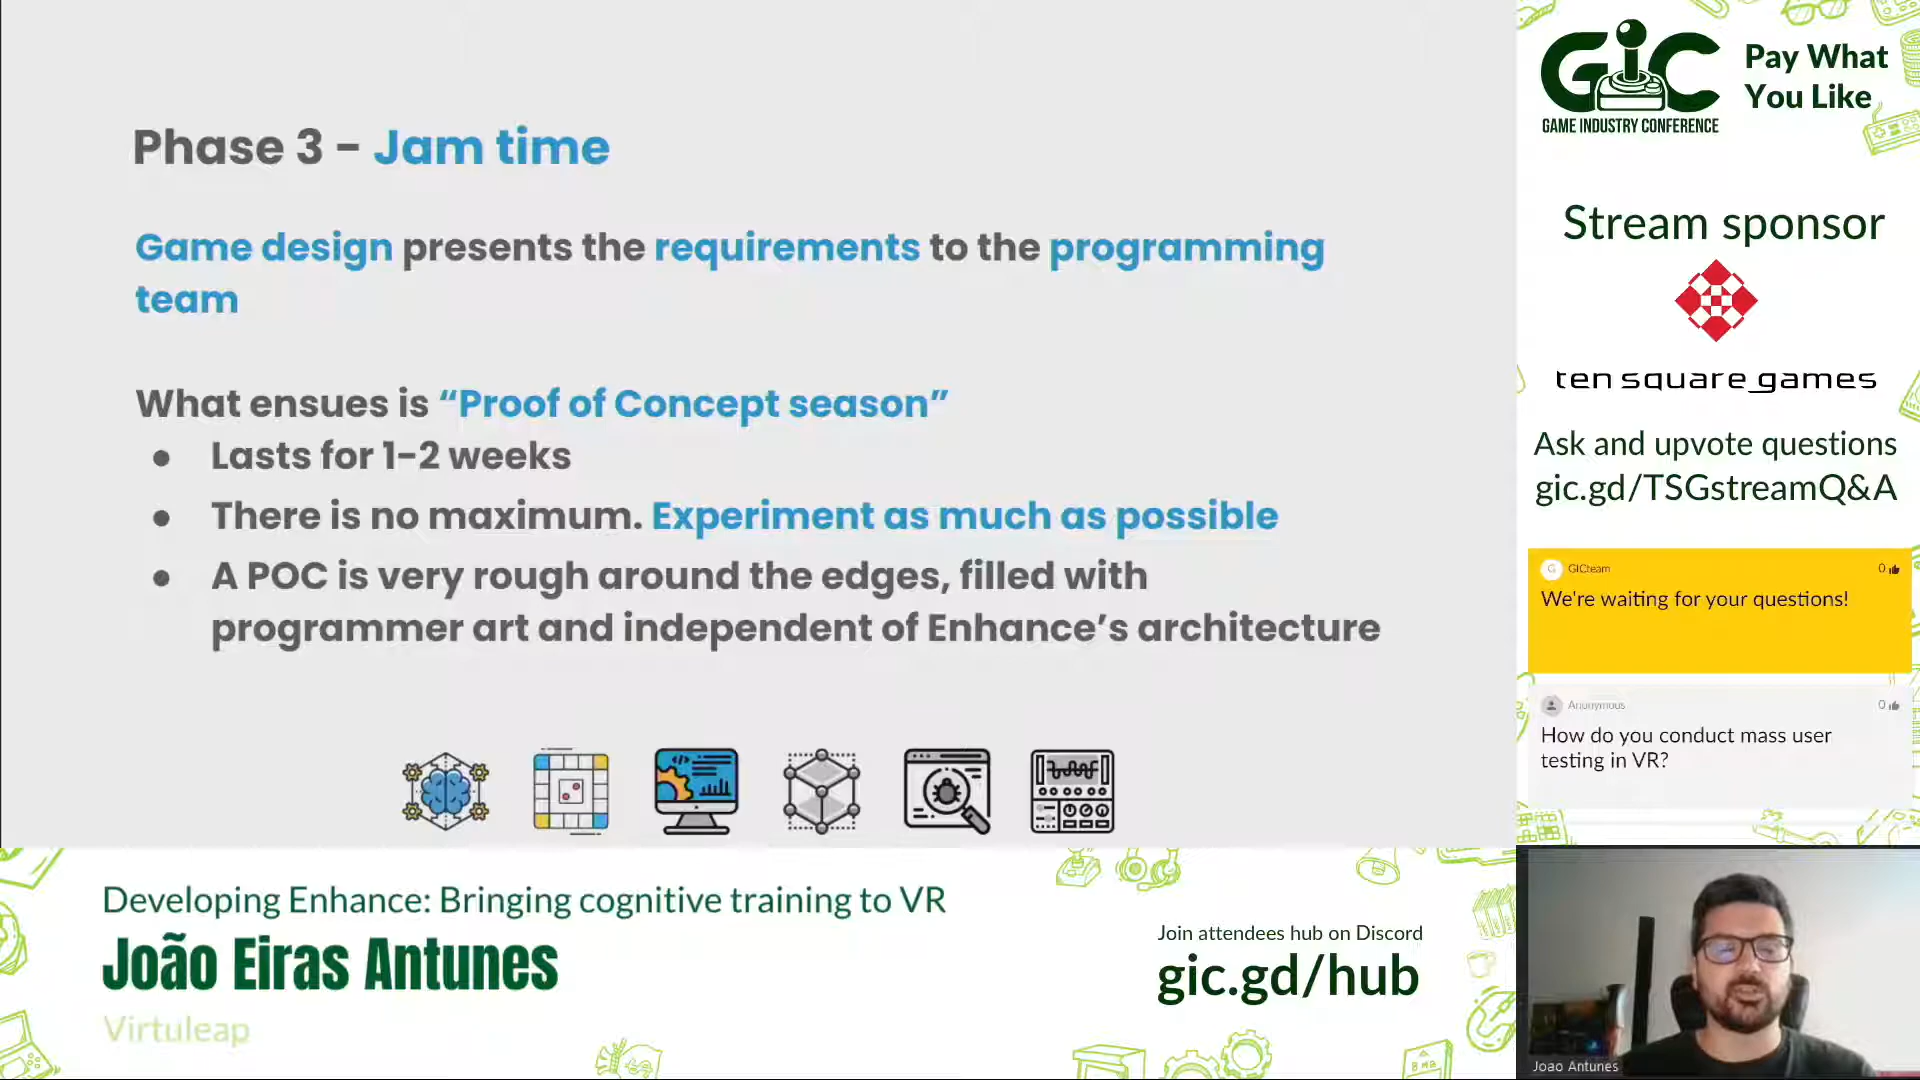 Phase 3 - Jam time
Game design presents the requirements to the programming
team
What ensues is “Proof of Concept season”
● Lasts for 1-2 weeks
● There is no maximum. Experiment as much as possible
● A POC is very rough around the edges, filled with
programmer art and independent of Enhance’s architecture
GIC
GAME INDUSTRY CONFERENCE
Pay What
You Like
Stream sponsor
ten square games
Ask and upvote questions
gic.gd/TSGstreamQ&A
G GICteam 0
We're waiting for your questions!
Anonymous 0
How do you conduct mass user
testing in VR?
Developing Enhance: Bringing cognitive training to VR
João Eiras Antunes
Virtuleap
Join attendees hub on Discord
gic.gd/hub
Joao Antunes